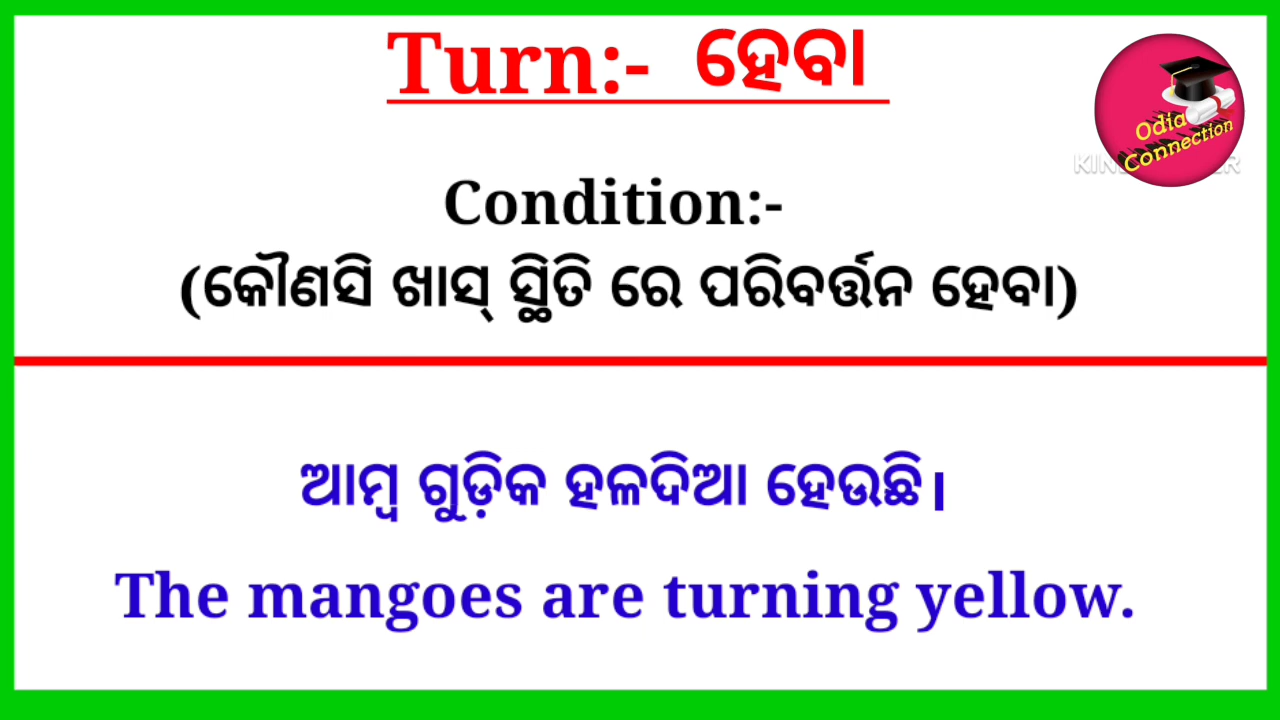 Turn:- ହେବା
Odia
Connection
Condition:-
(କୌଣସି ଖାସ୍ ସ୍ଥିତି ରେ ପରିବର୍ତ୍ତନ ହେବା)
ଆମ୍ବ ଗୁଡ଼ିକ ହଳଦିଆ ହେଉଛି।
The mangoes are turning yellow.